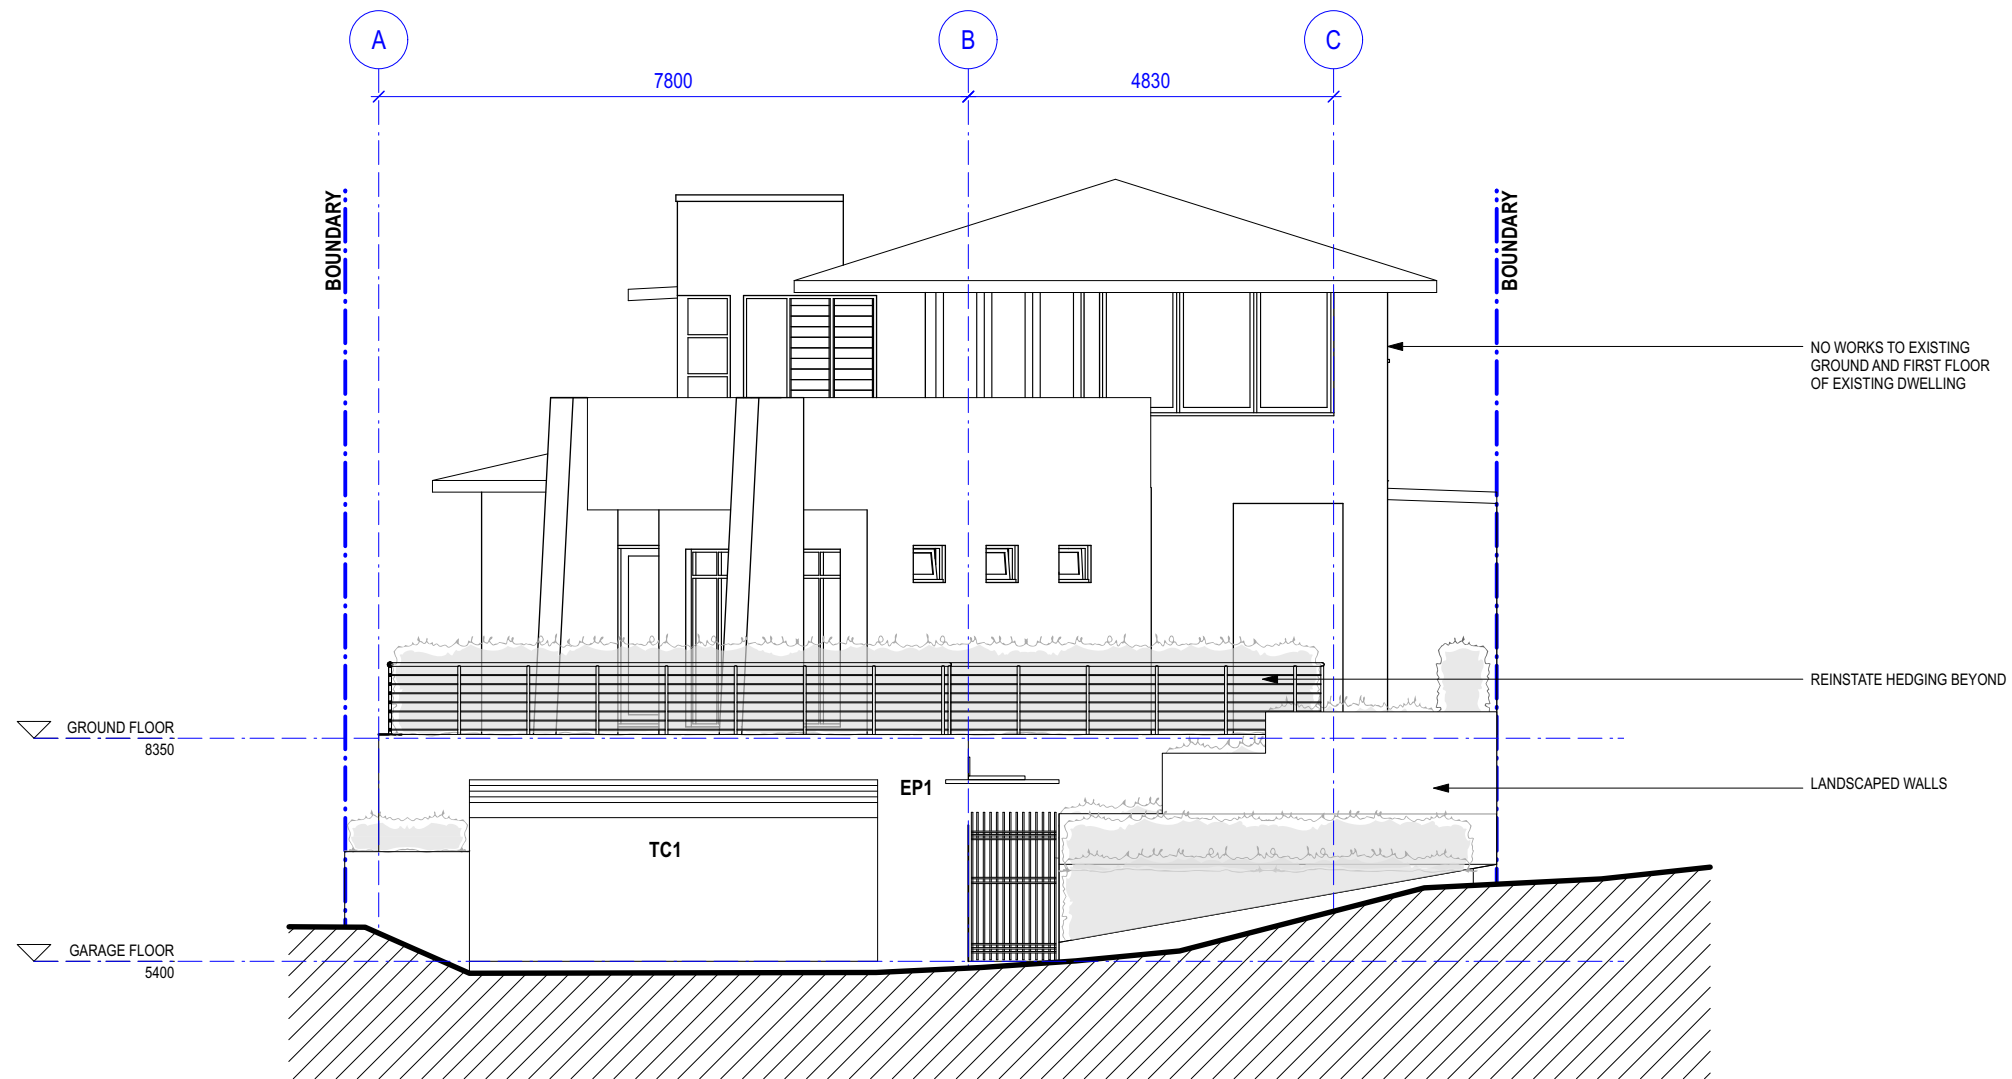 A
B
C
7800
4830
BOUNDARY
BOUNDARY
NO WORKS TO EXISTING
GROUND AND FIRST FLOOR
OF EXISTING DWELLING
REINSTATE HEDGING BEYOND
GROUND FLOOR
8350
EP1
LANDSCAPED WALLS
TC1
GARAGE FLOOR
5400